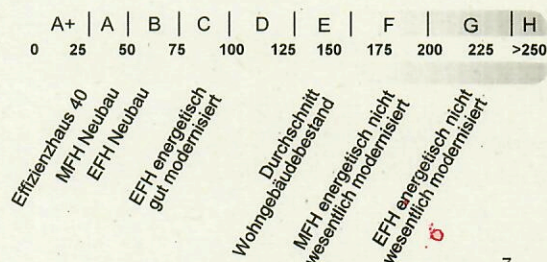 A+ | A | B | C | D | E | F | G | H
0 25 50 75 100 125 150 175 200 225 >250
Effizienzhaus 40
MFH Neubau
EFH Neubau
EFH energetisch
gut modernisiert
Durchschnitt
Wohngebäudebestand
MFH energetisch nicht
wesentlich modernisiert
EFH energetisch nicht
wesentlich modernisiert
7